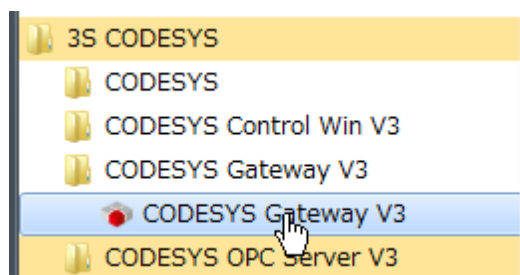 3S CODESYS
CODESYS
CODESYS Control Win V3
CODESYS Gateway V3
CODESYS Gateway V3
CODESYS OPC Server V3